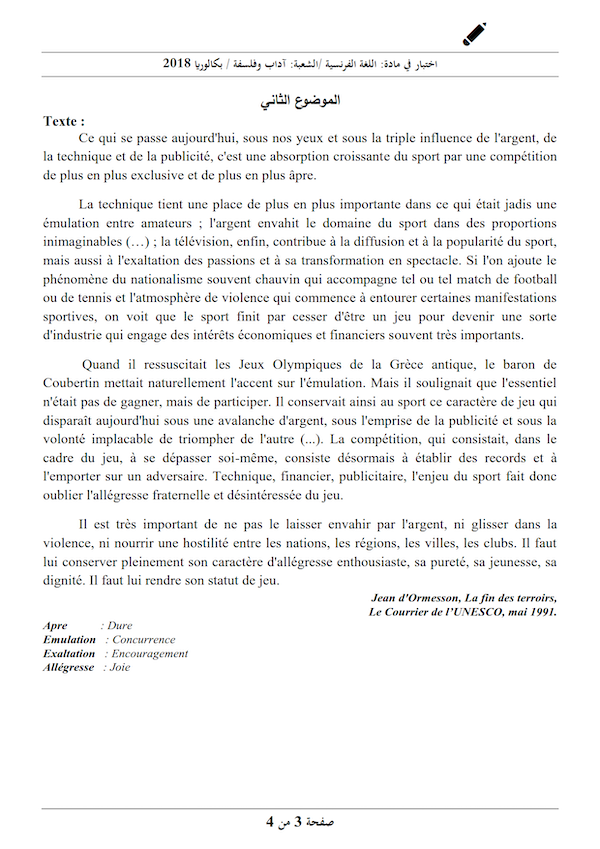 اختبار في مادة: اللغة الفرنسية /الشعبة: آداب وفلسفة / بكالوريا 2018
الموضوع الثاني
Texte :
Ce qui se passe aujourd'hui, sous nos yeux et sous la triple influence de l'argent, de
la technique et de la publicité, c'est une absorption croissante du sport par une compétition
de plus en plus exclusive et de plus en plus âpre.
La technique tient une place de plus en plus importante dans ce qui était jadis une
émulation entre amateurs ; l'argent envahit le domaine du sport dans des proportions
inimaginables (…) ; la télévision, enfin, contribue à la diffusion et à la popularité du sport,
mais aussi à l'exaltation des passions et à sa transformation en spectacle. Si l'on ajoute le
phénomène du nationalisme souvent chauvin qui accompagne tel ou tel match de football
ou de tennis et l'atmosphère de violence qui commence à entourer certaines manifestations
sportives, on voit que le sport finit par cesser d'être un jeu pour devenir une sorte
d'industrie qui engage des intérêts économiques et financiers souvent très importants.
Quand il ressuscitait les Jeux Olympiques de la Grèce antique, le baron de
Coubertin mettait naturellement l'accent sur l'émulation. Mais il soulignait que l'essentiel
n'était pas de gagner, mais de participer. Il conservait ainsi au sport ce caractère de jeu qui
disparaît aujourd'hui sous une avalanche d'argent, sous l'emprise de la publicité et sous la
volonté implacable de triompher de l'autre (...). La compétition, qui consistait, dans le
cadre du jeu, à se dépasser soi-même, consiste désormais à établir des records et à
l'emporter sur un adversaire. Technique, financier, publicitaire, l'enjeu du sport fait donc
oublier l'allégresse fraternelle et désintéressée du jeu.
Il est très important de ne pas le laisser envahir par l'argent, ni glisser dans la
violence, ni nourrir une hostilité entre les nations, les régions, les villes, les clubs. Il faut
lui conserver pleinement son caractère d'allégresse enthousiaste, sa pureté, sa jeunesse, sa
dignité. Il faut lui rendre son statut de jeu.
Jean d'Ormesson, La fin des terroirs,
Le Courrier de l'UNESCO, mai 1991.
Apre : Dure
Emulation : Concurrence
Exaltation : Encouragement
Allégresse : Joie
صفحة 3 من 4